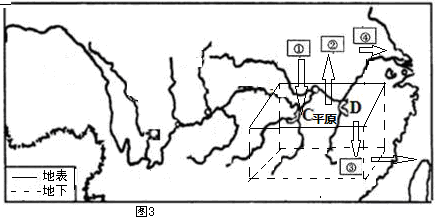 ① ② ④
C 平原 D
③
—— 地表
---- 地下
图3